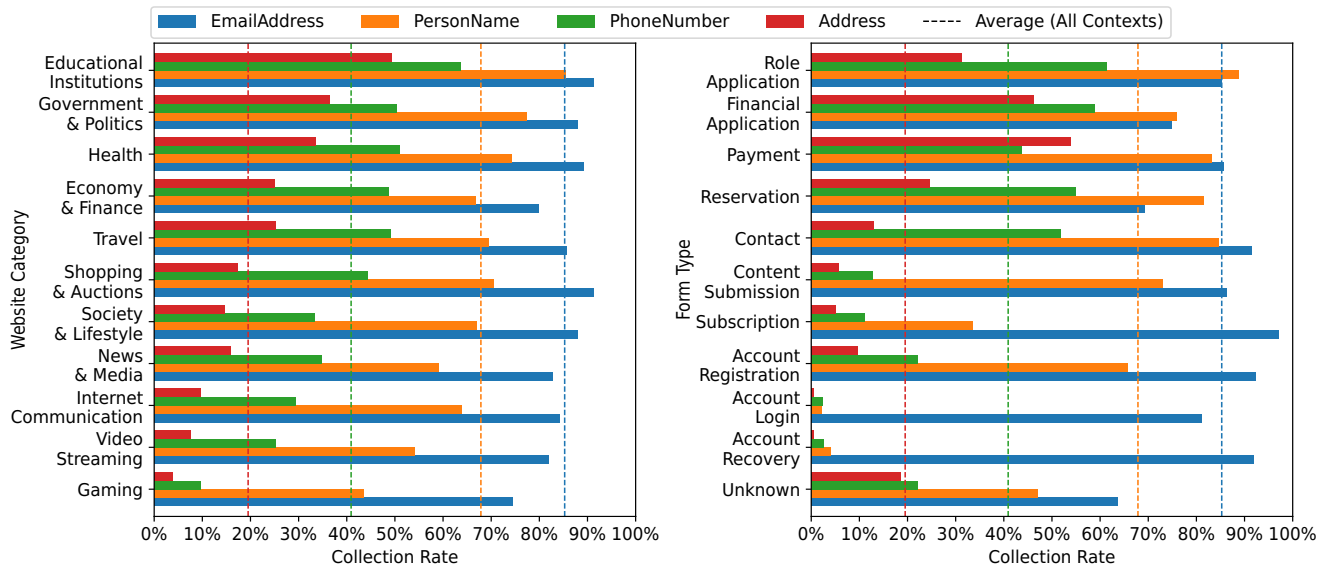 EmailAddress PersonName PhoneNumber Address Average (All Contexts)
Website Category
Educational
Institutions
Government
& Politics
Health
Economy
& Finance
Travel
Shopping
& Auctions
Society
& Lifestyle
News
& Media
Internet
Communication
Video
Streaming
Gaming
0% 10% 20% 30% 40% 50% 60% 70% 80% 90% 100%
Collection Rate
Form Type
Role
Application
Financial
Application
Payment
Reservation
Contact
Content
Submission
Subscription
Account
Registration
Account
Login
Account
Recovery
Unknown
0% 10% 20% 30% 40% 50% 60% 70% 80% 90% 100%
Collection Rate